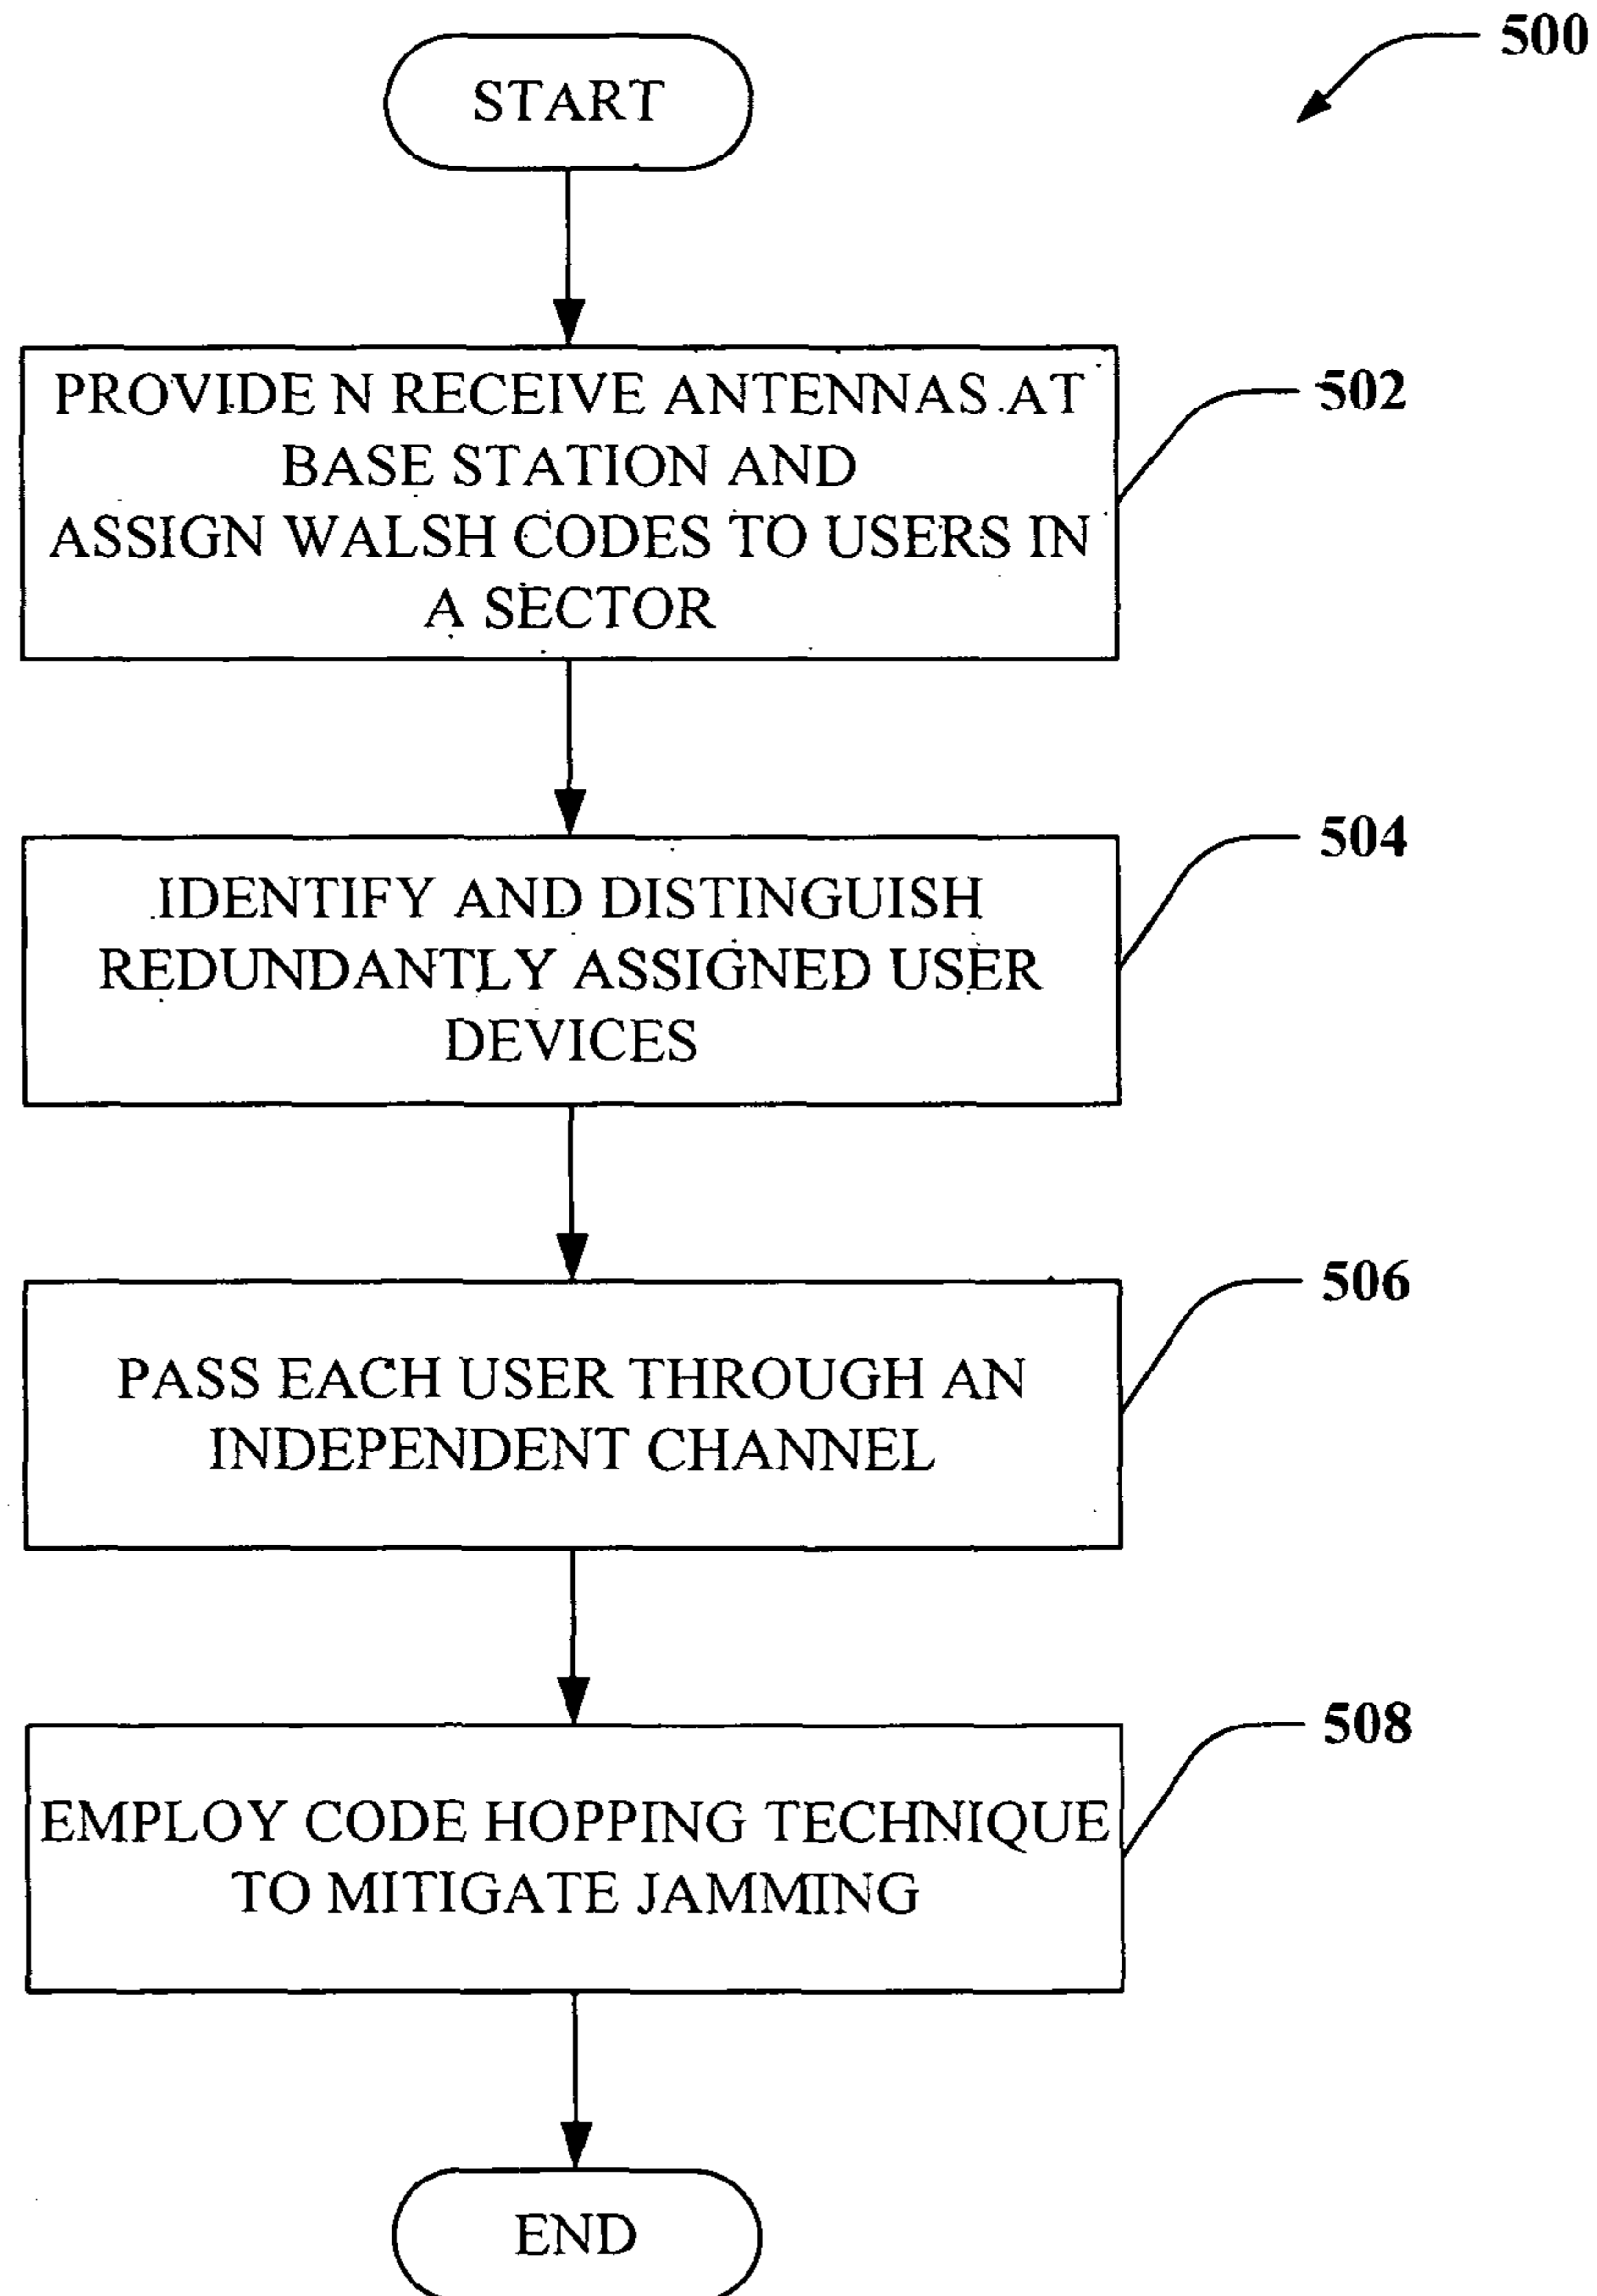 500
START
PROVIDE N RECEIVE ANTENNAS AT
BASE STATION AND
ASSIGN WALSH CODES TO USERS IN
A SECTOR
502
IDENTIFY AND DISTINGUISH
REDUNDANTLY ASSIGNED USER
DEVICES
504
PASS EACH USER THROUGH AN
INDEPENDENT CHANNEL
506
EMPLOY CODE HOPPING TECHNIQUE
TO MITIGATE JAMMING
508
END